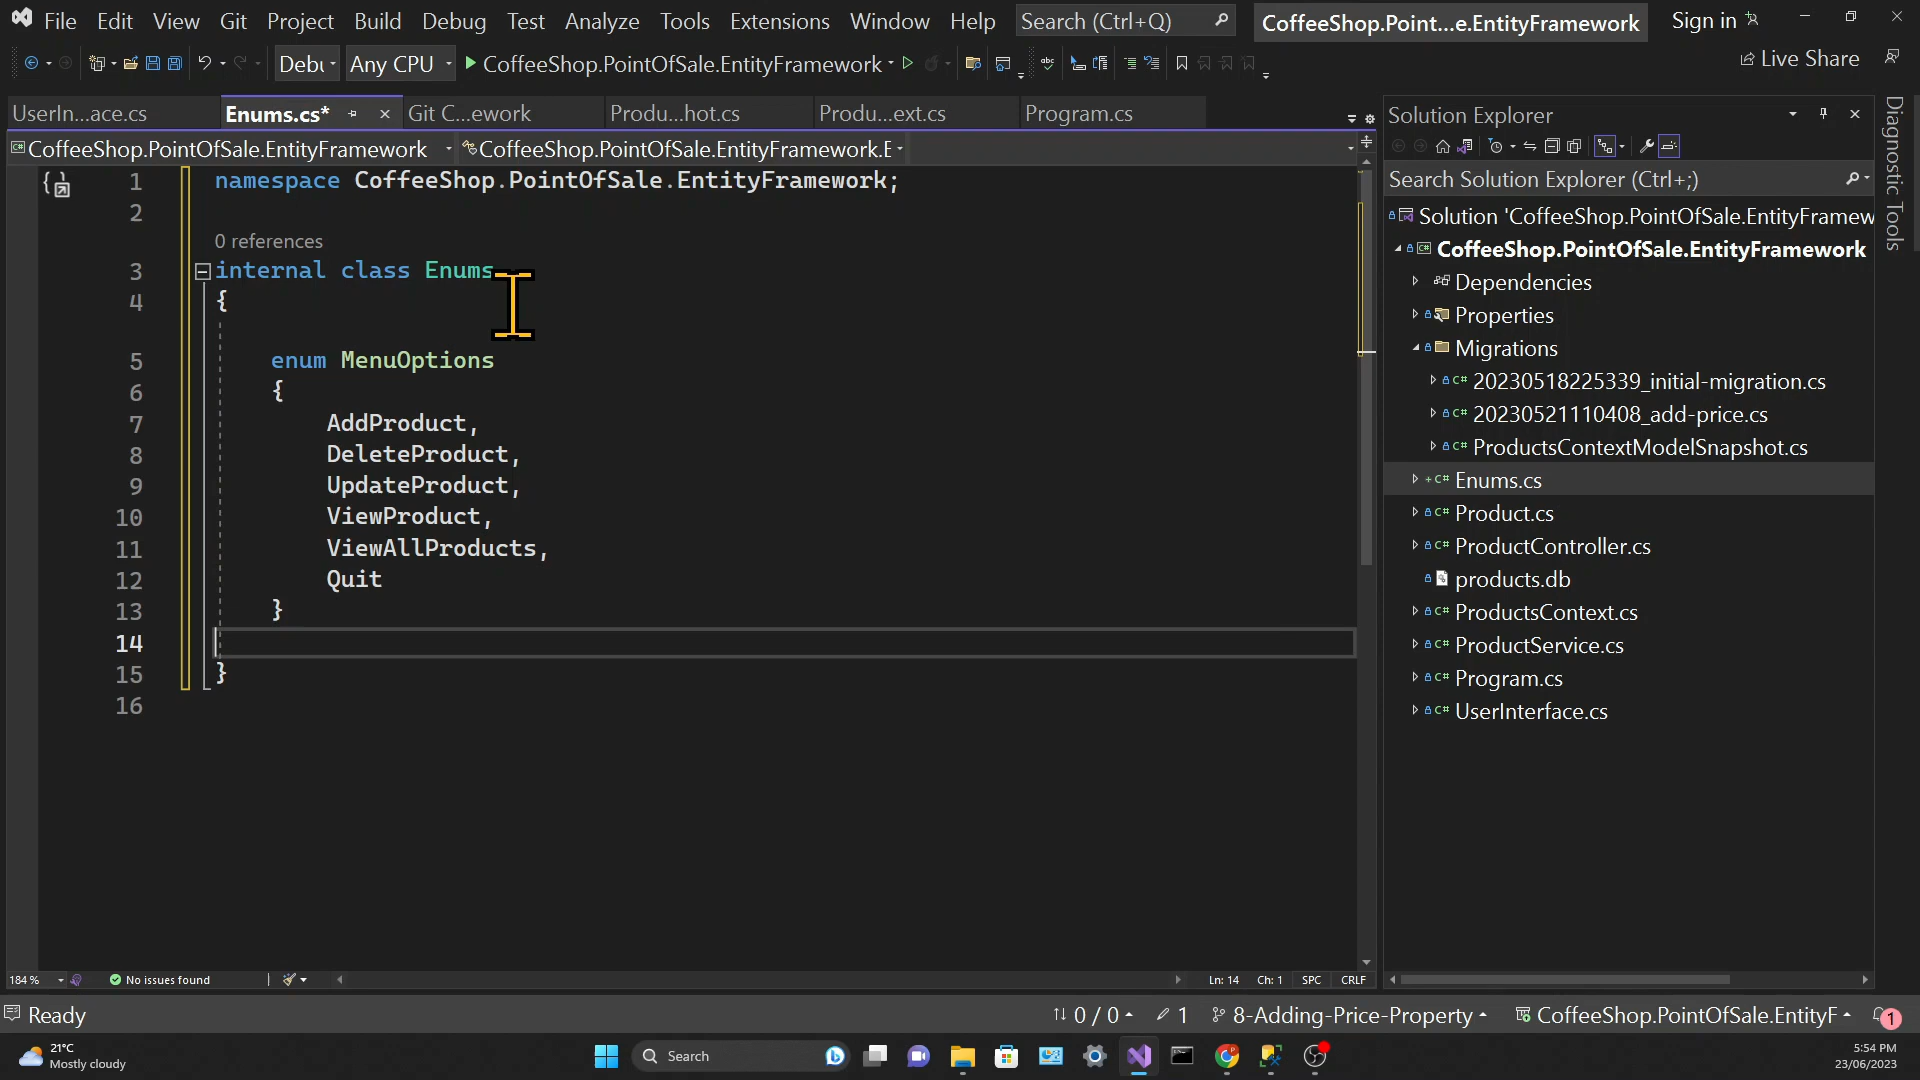 File Edit View Git Project Build Debug Test Analyze Tools Extensions Window Help Search (Ctrl+Q) CoffeeShop.Point...e.EntityFramework Sign in
Debu Any CPU CoffeeShop.PointOfSale.EntityFramework Live Share
UserIn...ace.cs Enums.cs* Git C...ework Produ...hot.cs Produ...ext.cs Program.cs
CoffeeShop.PointOfSale.EntityFramework CoffeeShop.PointOfSale.EntityFramework.E
1 namespace CoffeeShop.PointOfSale.EntityFramework;
2
0 references
3 internal class Enums
4 {
5 enum MenuOptions
6 {
7 AddProduct,
8 DeleteProduct,
9 UpdateProduct,
10 ViewProduct,
11 ViewAllProducts,
12 Quit
13 }
14
15 }
16
184 % No issues found Ln: 14 Ch: 1 SPC CRLF
Solution Explorer
Search Solution Explorer (Ctrl+;)
Solution 'CoffeeShop.PointOfSale.EntityFramew
CoffeeShop.PointOfSale.EntityFramework
Dependencies
Properties
Migrations
C# 20230518225339_initial-migration.cs
C# 20230521110408_add-price.cs
C# ProductsContextModelSnapshot.cs
+ C# Enums.cs
C# Product.cs
C# ProductController.cs
products.db
C# ProductsContext.cs
C# ProductService.cs
C# Program.cs
C# UserInterface.cs
Diagnostic Tools
Ready 0 / 0 1 8-Adding-Price-Property CoffeeShop.PointOfSale.EntityF 1
21°C
Mostly cloudy
Search
5:54 PM
23/06/2023